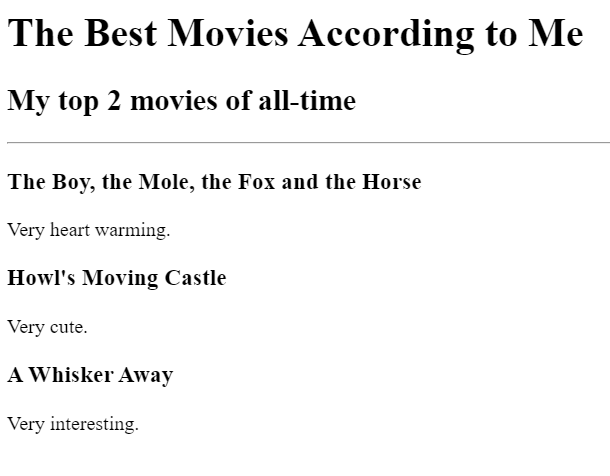 The Best Movies According to Me
My top 2 movies of all-time
The Boy, the Mole, the Fox and the Horse
Very heart warming.
Howl's Moving Castle
Very cute.
A Whisker Away
Very interesting.